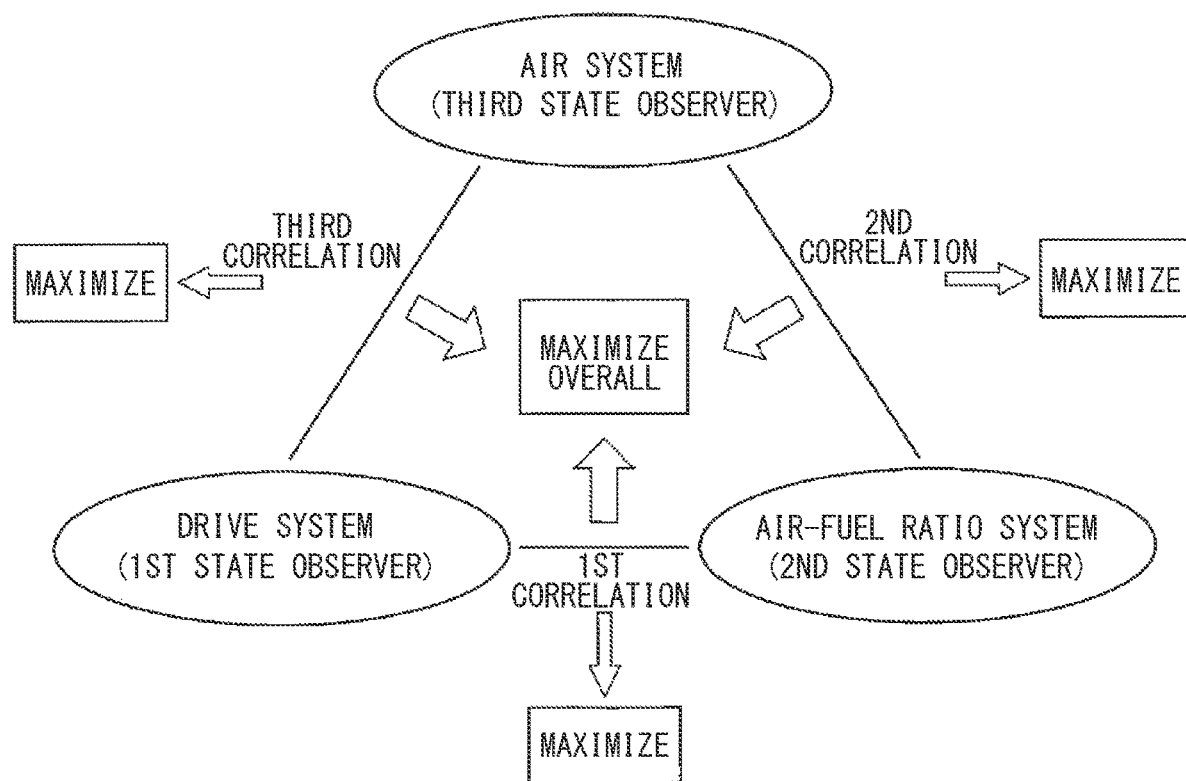 AIR SYSTEM
(THIRD STATE OBSERVER)
THIRD
CORRELATION
2ND
CORRELATION
MAXIMIZE
MAXIMIZE
MAXIMIZE
OVERALL
DRIVE SYSTEM
(1ST STATE OBSERVER)
AIR-FUEL RATIO SYSTEM
(2ND STATE OBSERVER)
1ST
CORRELATION
MAXIMIZE